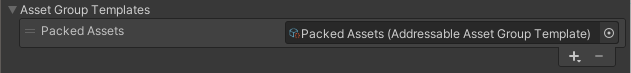 Asset Group Templates
Packed Assets Packed Assets (Addressable Asset Group Template)